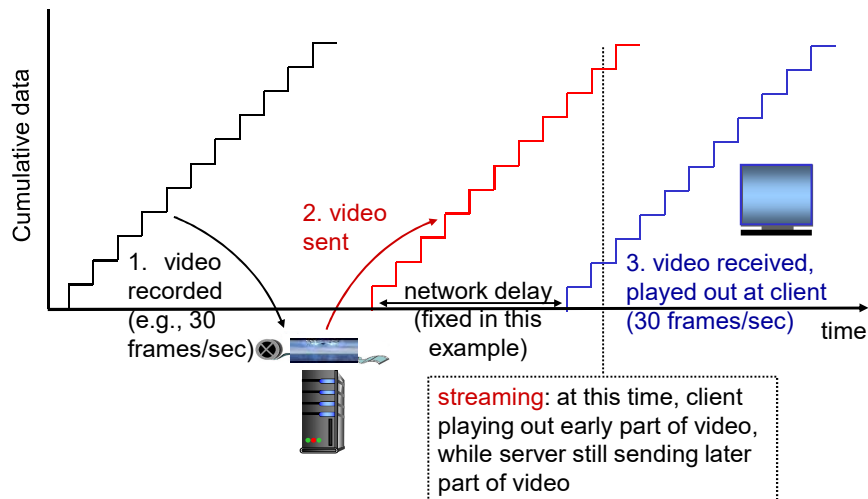 Cumulative data
1. video
recorded
(e.g., 30
frames/sec)
2. video
sent
network delay
(fixed in this
example)
3. video received,
played out at client
(30 frames/sec)
time
streaming: at this time, client
playing out early part of video,
while server still sending later
part of video